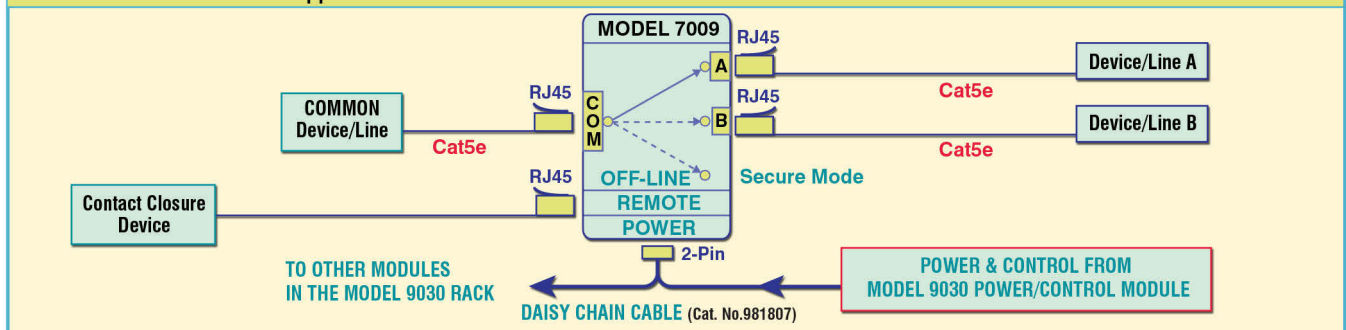 MODEL 7009
RJ45
A
Device/Line A
Cat5e
RJ45
COMMON
Device/Line
COM
RJ45
B
Device/Line B
Cat5e
Cat5e
RJ45
OFF-LINE
Secure Mode
Contact Closure
Device
REMOTE
POWER
2-Pin
TO OTHER MODULES
IN THE MODEL 9030 RACK
POWER & CONTROL FROM
MODEL 9030 POWER/CONTROL MODULE
DAISY CHAIN CABLE (Cat. No.981807)